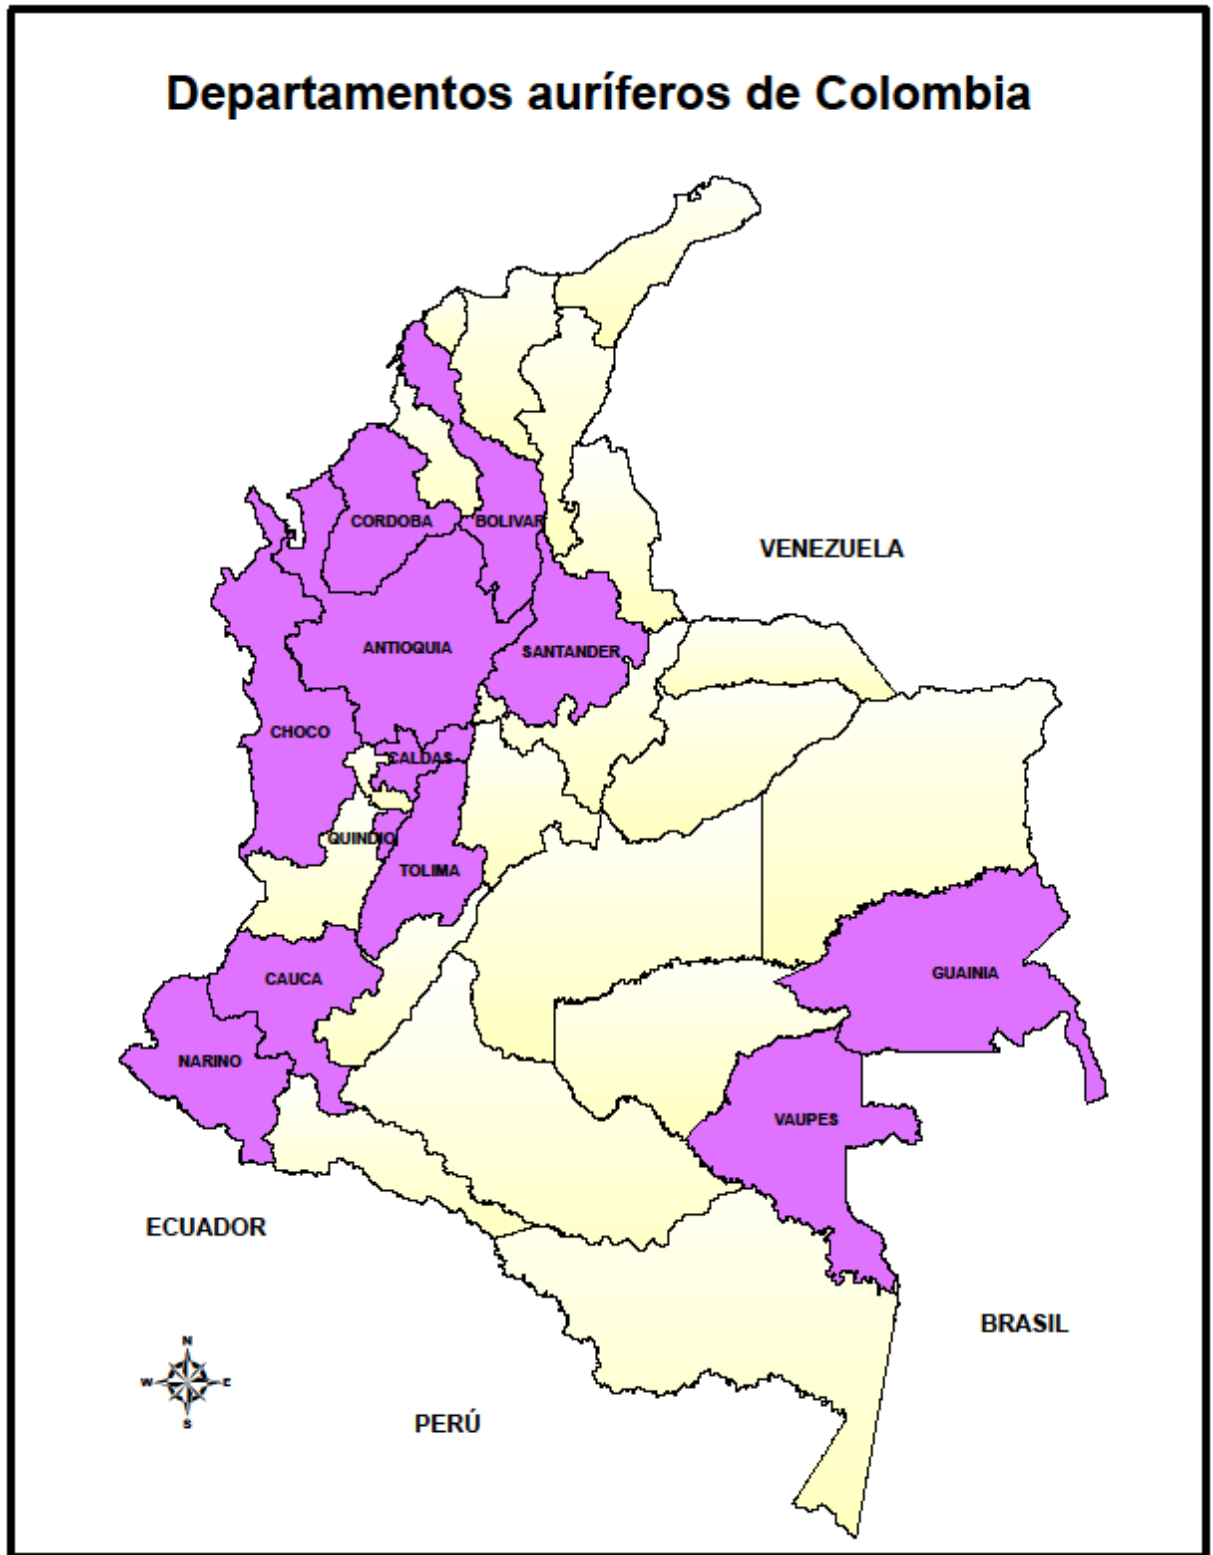 Departamentos auríferos de Colombia
CORDOBA
BOLIVAR
VENEZUELA
ANTIOQUIA
SANTANDER
CHOCO
CALDAS
QUINDIO
TOLIMA
CAUCA
GUAINIA
NARINO
VAUPES
ECUADOR
BRASIL
N
W E
S
PERÚ